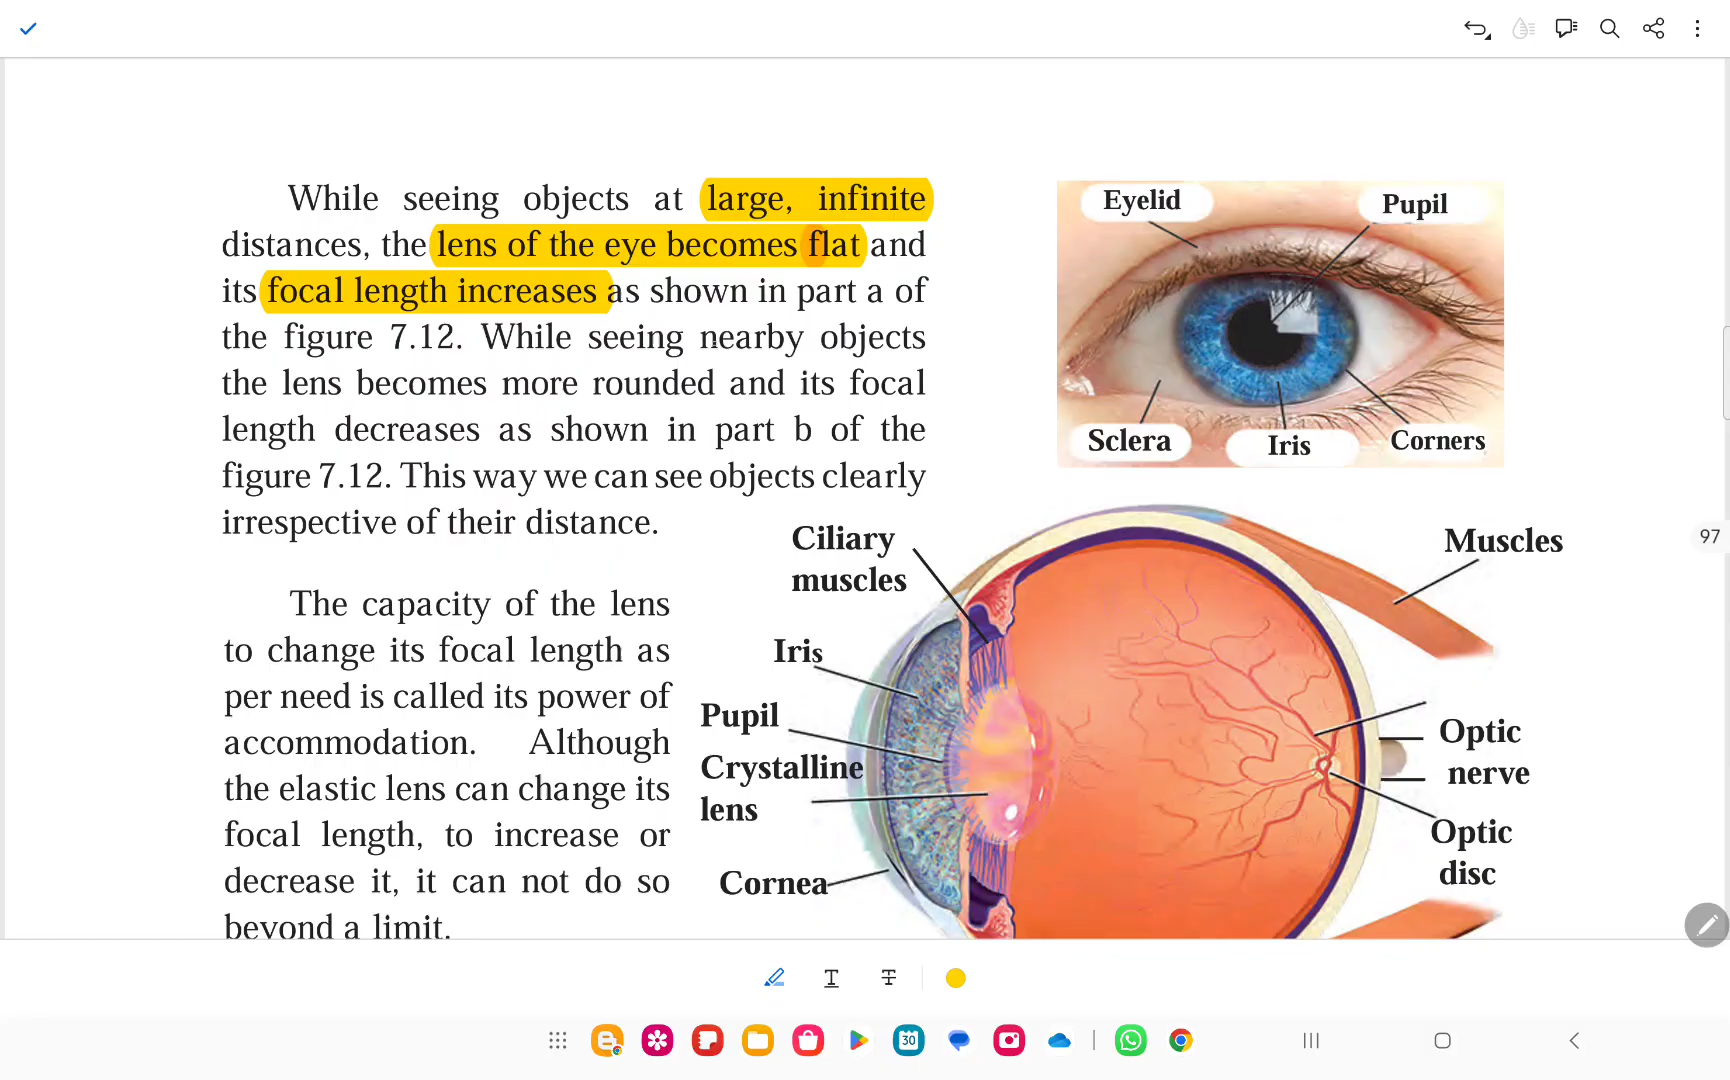 While seeing objects at large, infinite
distances, the lens of the eye becomes flat and
its focal length increases as shown in part a of
the figure 7.12. While seeing nearby objects
the lens becomes more rounded and its focal
length decreases as shown in part b of the
figure 7.12. This way we can see objects clearly
irrespective of their distance.
The capacity of the lens
to change its focal length as
per need is called its power of
accommodation. Although
the elastic lens can change its
focal length, to increase or
decrease it, it can not do so
beyond a limit.
Eyelid
Pupil
Sclera
Iris
Corners
Ciliary
muscles
Iris
Pupil
Crystalline
lens
Cornea
Muscles
Optic
nerve
Optic
disc
97
30